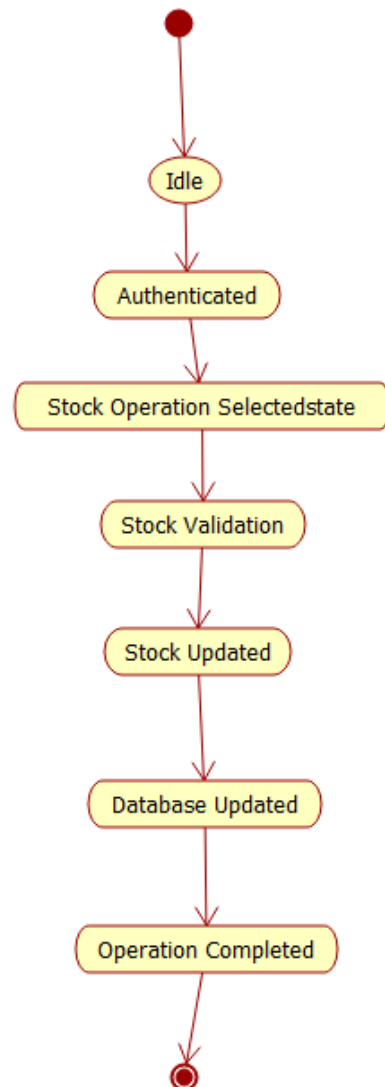 Idle
Authenticated
Stock Operation Selectedstate
Stock Validation
Stock Updated
Database Updated
Operation Completed